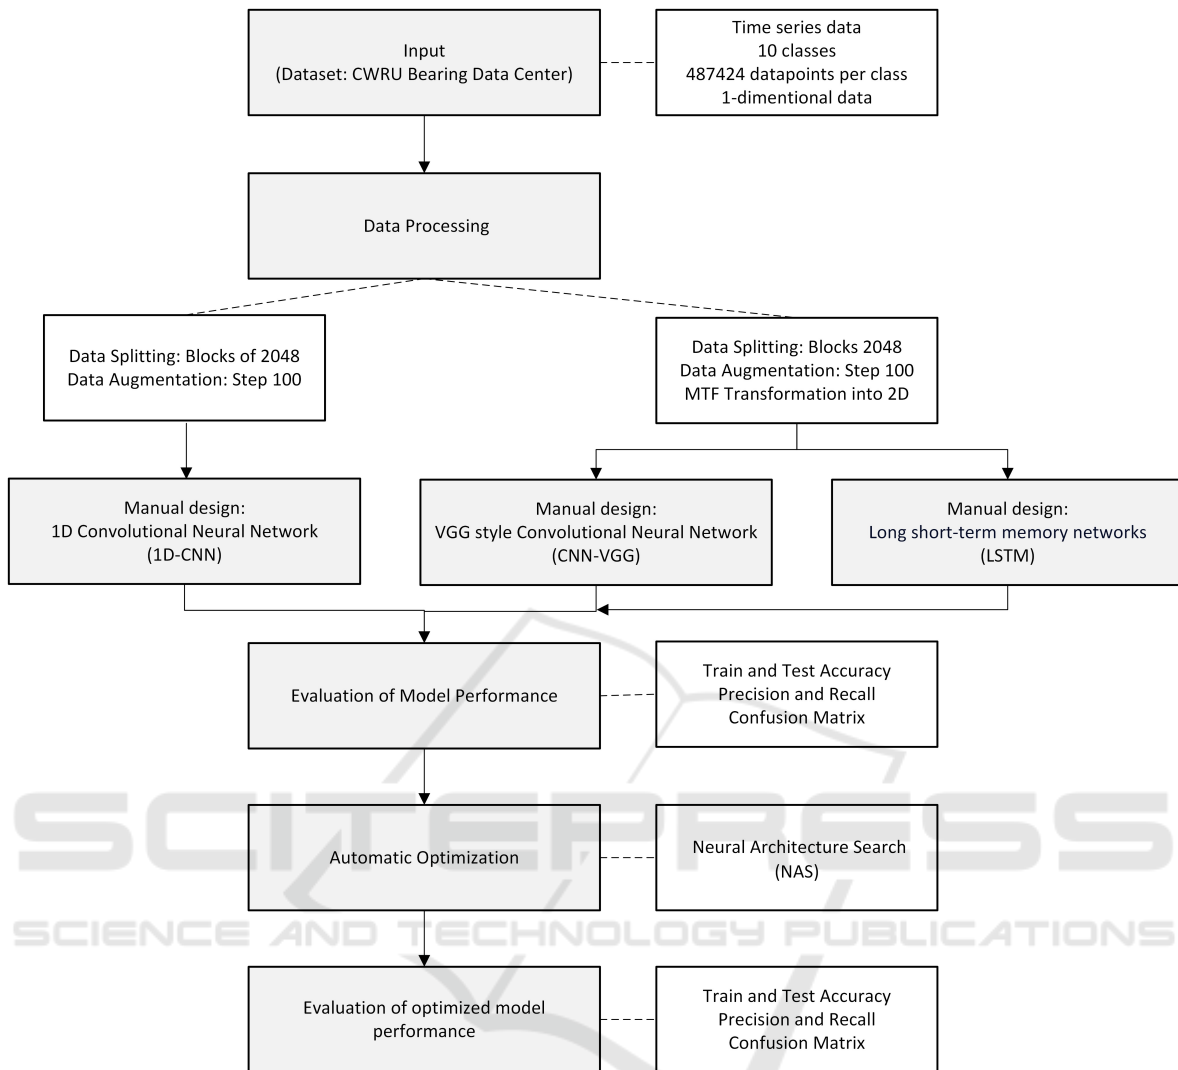 Input
(Dataset: CWRU Bearing Data Center)
Time series data
10 classes
487424 datapoints per class
1-dimentional data
Data Processing
Data Splitting: Blocks of 2048
Data Augmentation: Step 100
Data Splitting: Blocks 2048
Data Augmentation: Step 100
MTF Transformation into 2D
Manual design:
1D Convolutional Neural Network
(1D-CNN)
Manual design:
VGG style Convolutional Neural Network
(CNN-VGG)
Manual design:
Long short-term memory networks
(LSTM)
Evaluation of Model Performance
Train and Test Accuracy
Precision and Recall
Confusion Matrix
Automatic Optimization
Neural Architecture Search
(NAS)
SCITEPRESS
SCIENCE AND TECHNOLOGY PUBLICATIONS
Evaluation of optimized model
performance
Train and Test Accuracy
Precision and Recall
Confusion Matrix